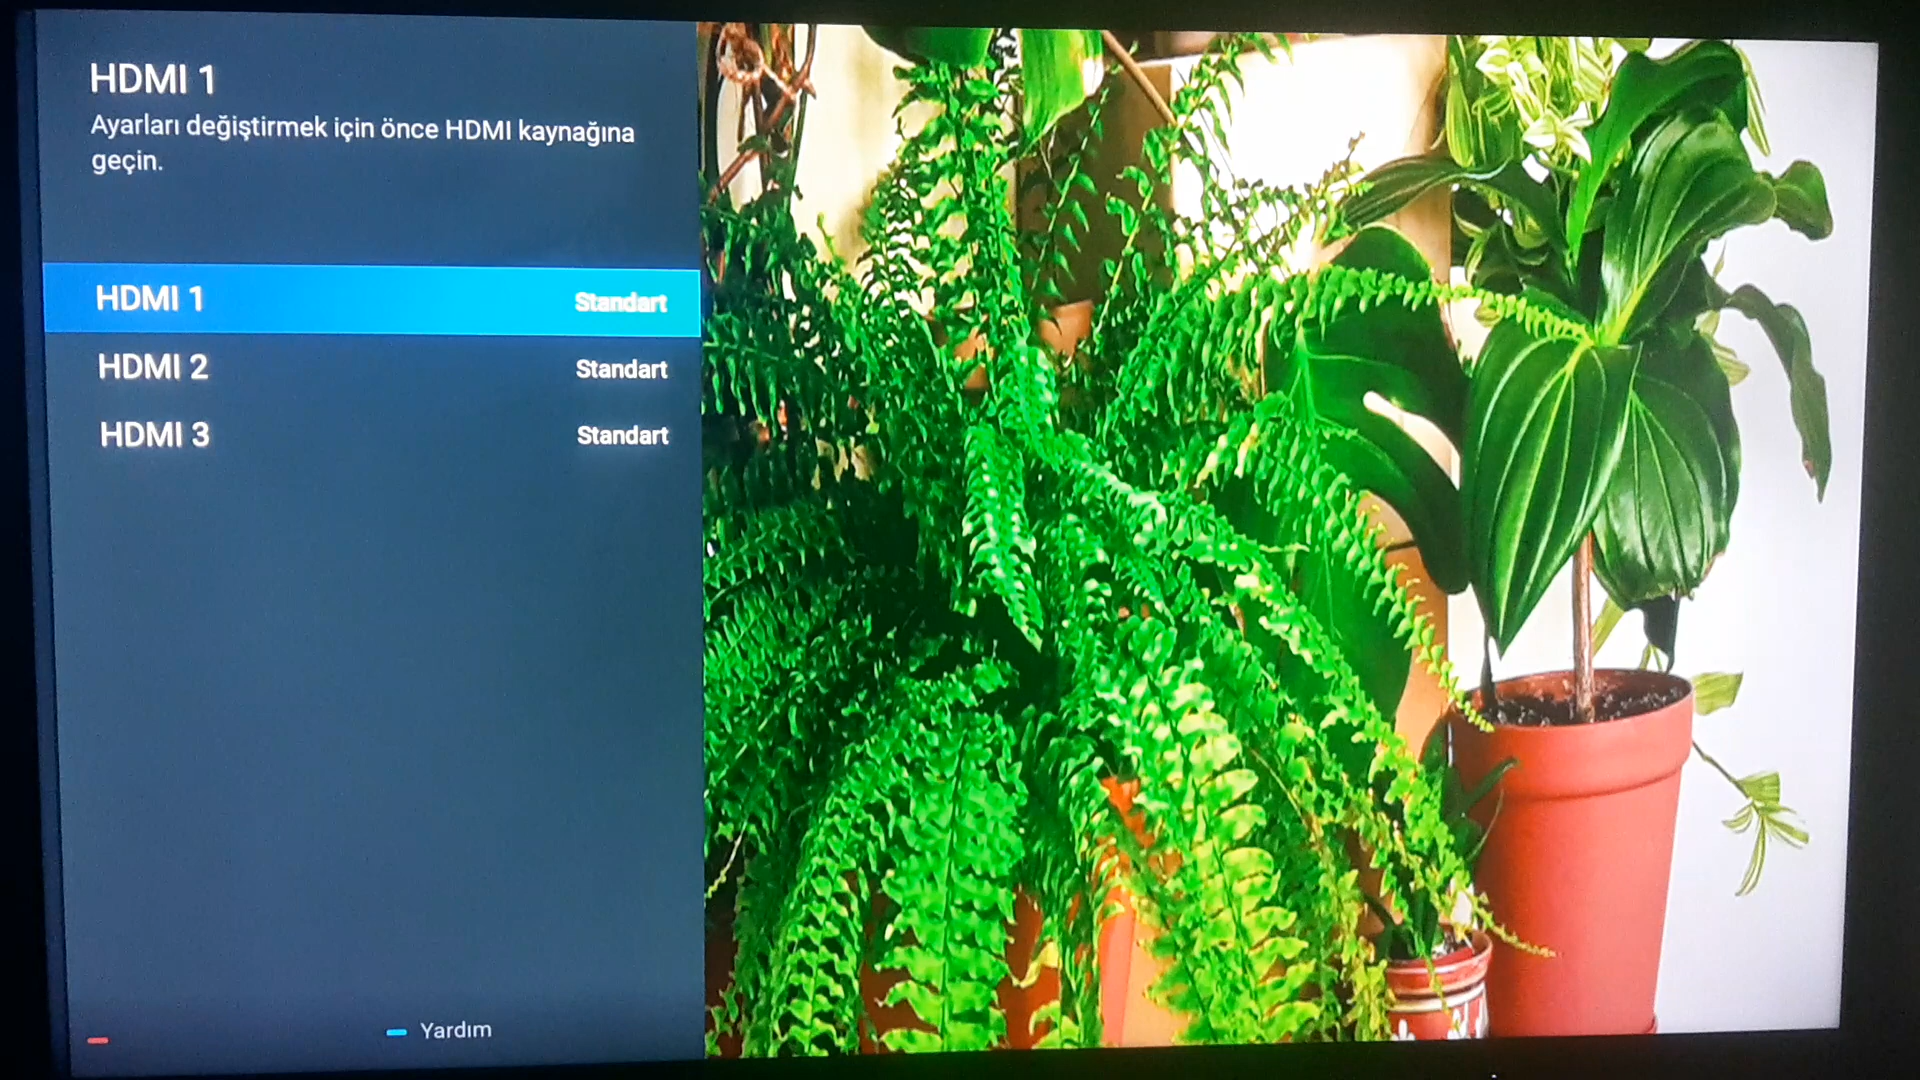 HDMI 1
Ayarları değiştirmek için önce HDMI kaynağına
geçin.
HDMI 1 Standart
HDMI 2 Standart
HDMI 3 Standart
Yardım